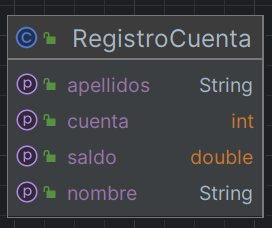 C RegistroCuenta
p apellidos String
p cuenta int
p saldo double
p nombre String